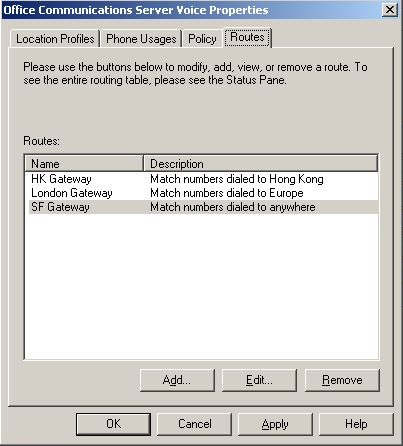 Office Communications Server Voice Properties
Location Profiles Phone Usages Policy Routes
Please use the buttons below to modify, add, view, or remove a route. To
see the entire routing table, please see the Status Pane.
Routes:
Name Description
HK Gateway Match numbers dialed to Hong Kong
London Gateway Match numbers dialed to Europe
SF Gateway Match numbers dialed to anywhere
Add... Edit... Remove
OK Cancel Apply Help